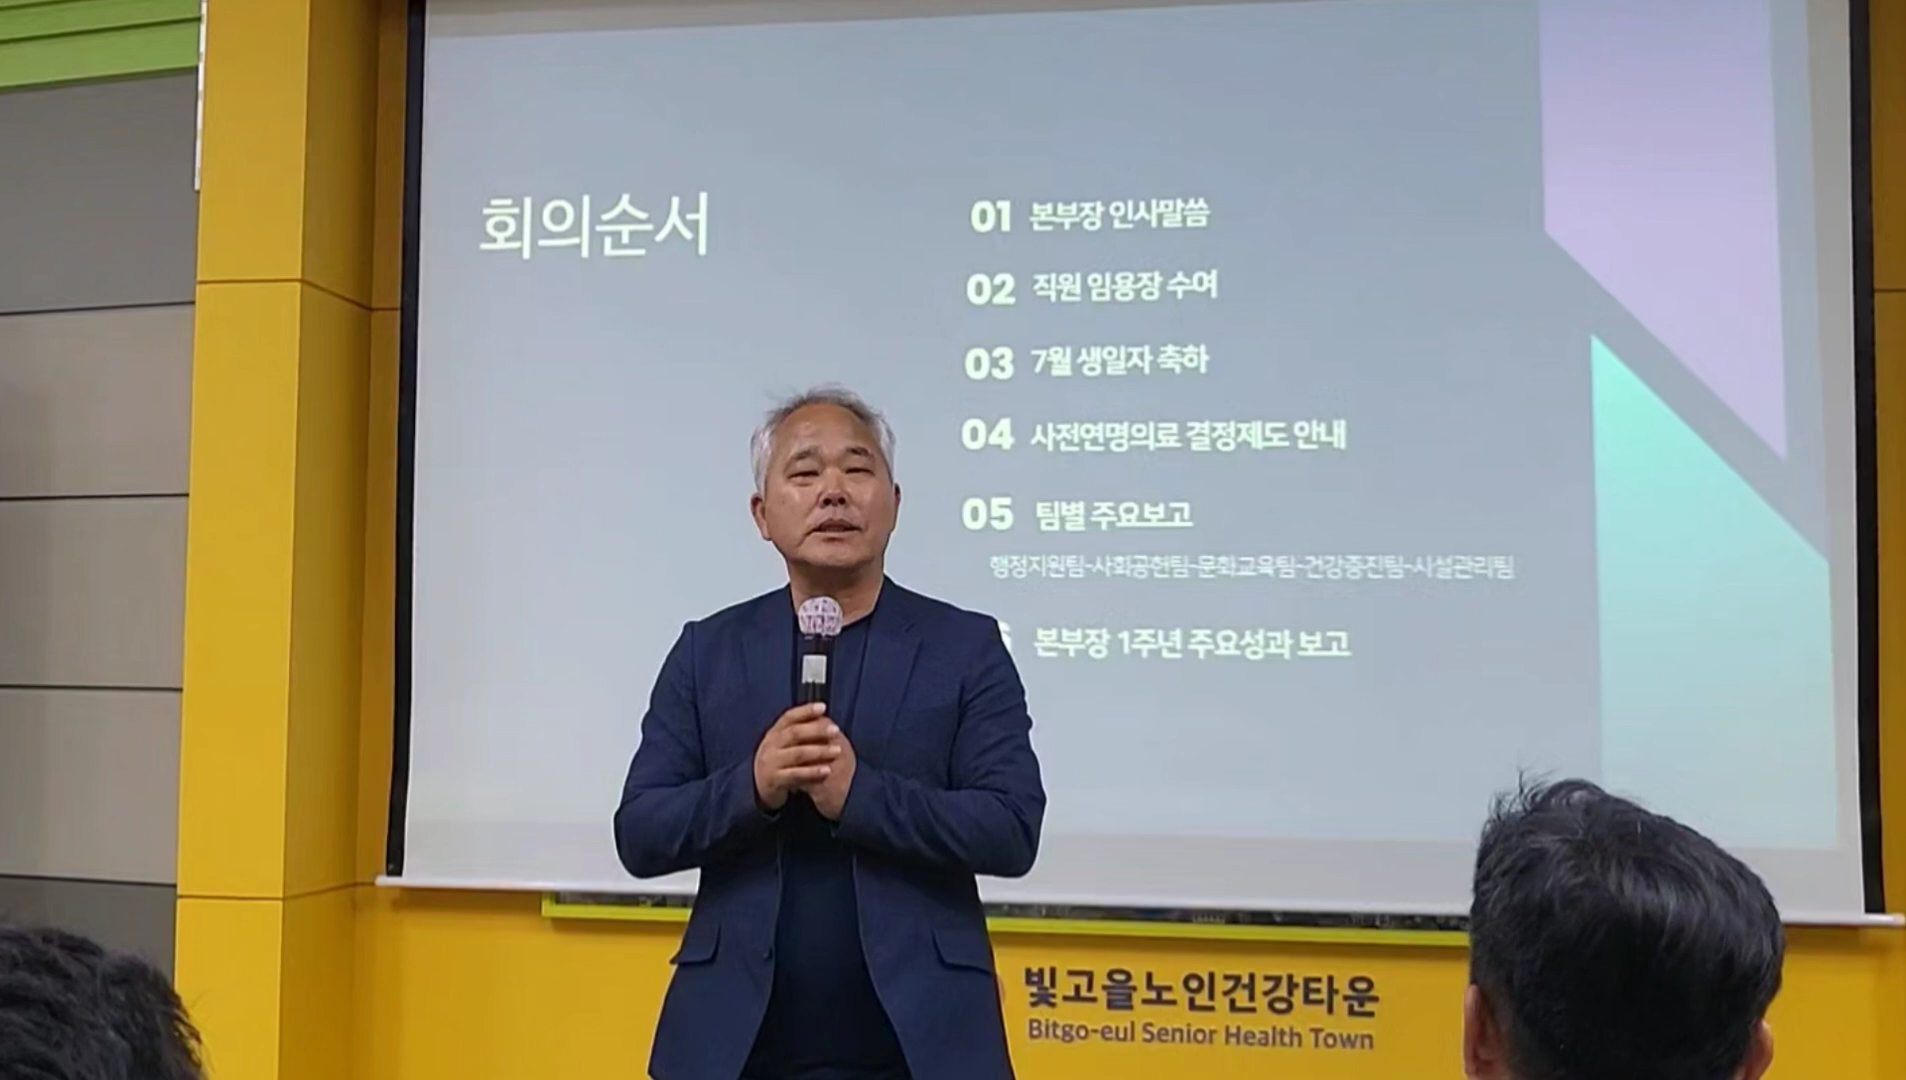 회의순서
01 본부장 인사말씀
02 직원 임용장 수여
03 7월 생일자 축하
04 사전연명의료 결정제도 안내
05 팀별 주요보고
행정지원팀-사회공헌팀-문화교육팀-건강증진팀-시설관리팀
본부장 1주년 주요성과 보고
빛고을노인건강타운
Bitgo-eul Senior Health Town